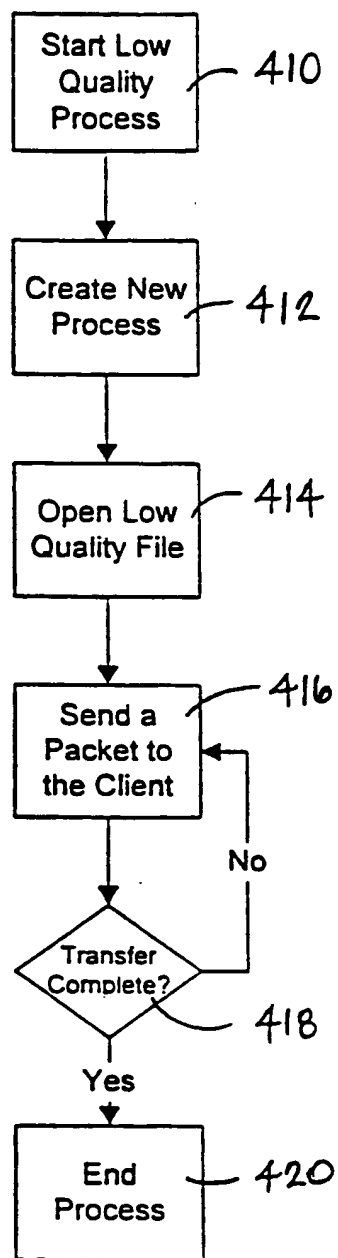 Start Low
Quality
Process
410
Create New
Process
412
Open Low
Quality File
414
Send a
Packet to
the Client
416
No
Transfer
Complete?
418
Yes
End
Process
420